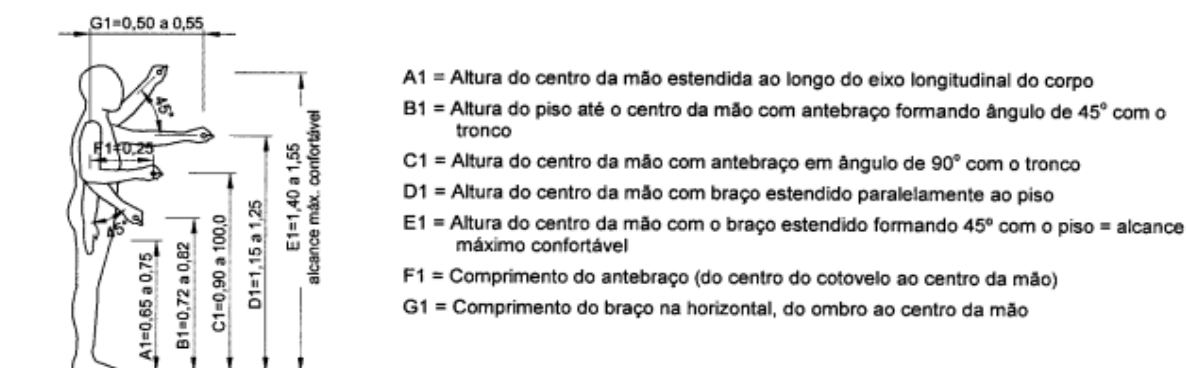 G1=0,50 a 0,55
45°
F1=0,25
45°
A1=0,65 a 0,75
B1=0,72 a 0,82
C1=0,90 a 100,0
D1=1,15 a 1,25
E1=1,40 a 1,55
alcance máx. confortável
A1 = Altura do centro da mão estendida ao longo do eixo longitudinal do corpo
B1 = Altura do piso até o centro da mão com antebraço formando ângulo de 45º com o
tronco
C1 = Altura do centro da mão com antebraço em ângulo de 90º com o tronco
D1 = Altura do centro da mão com braço estendido paralelamente ao piso
E1 = Altura do centro da mão com o braço estendido formando 45º com o piso = alcance
máximo confortável
F1 = Comprimento do antebraço (do centro do cotovelo ao centro da mão)
G1 = Comprimento do braço na horizontal, do ombro ao centro da mão